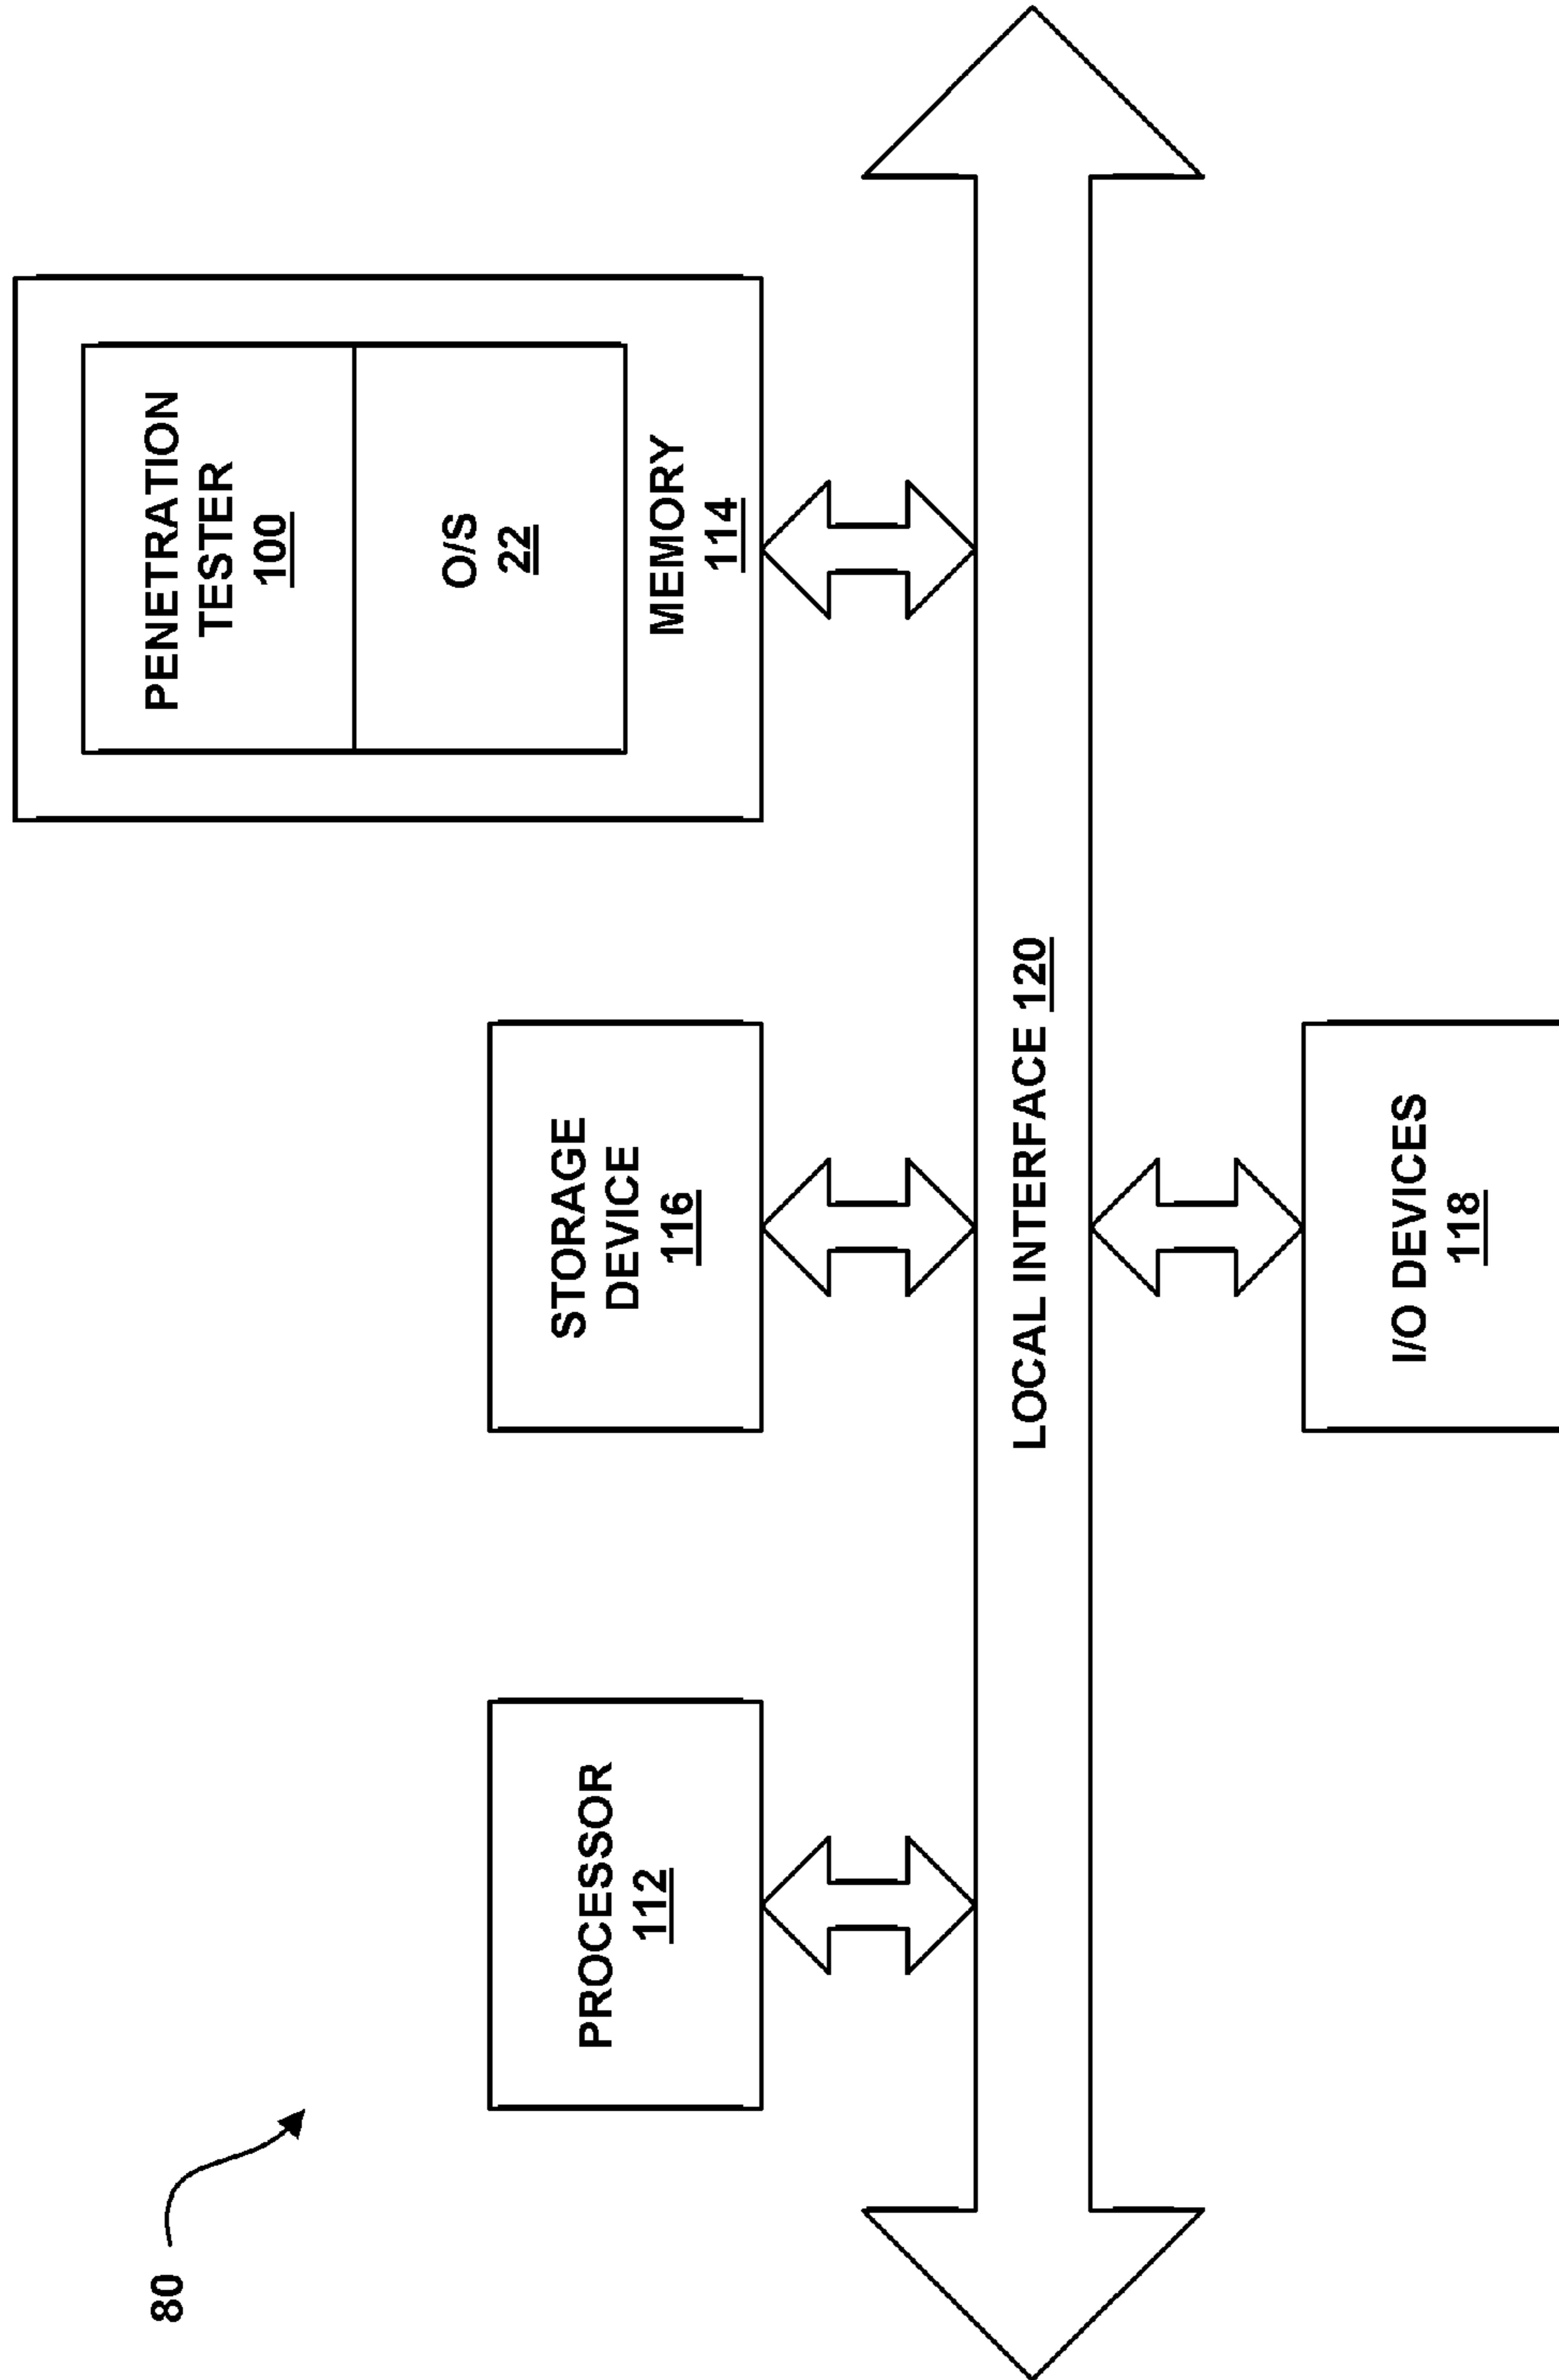 80
PROCESSOR
112
STORAGE
DEVICE
116
PENETRATION
TESTER
100
O/S
22
MEMORY
114
LOCAL INTERFACE 120
I/O DEVICES
118